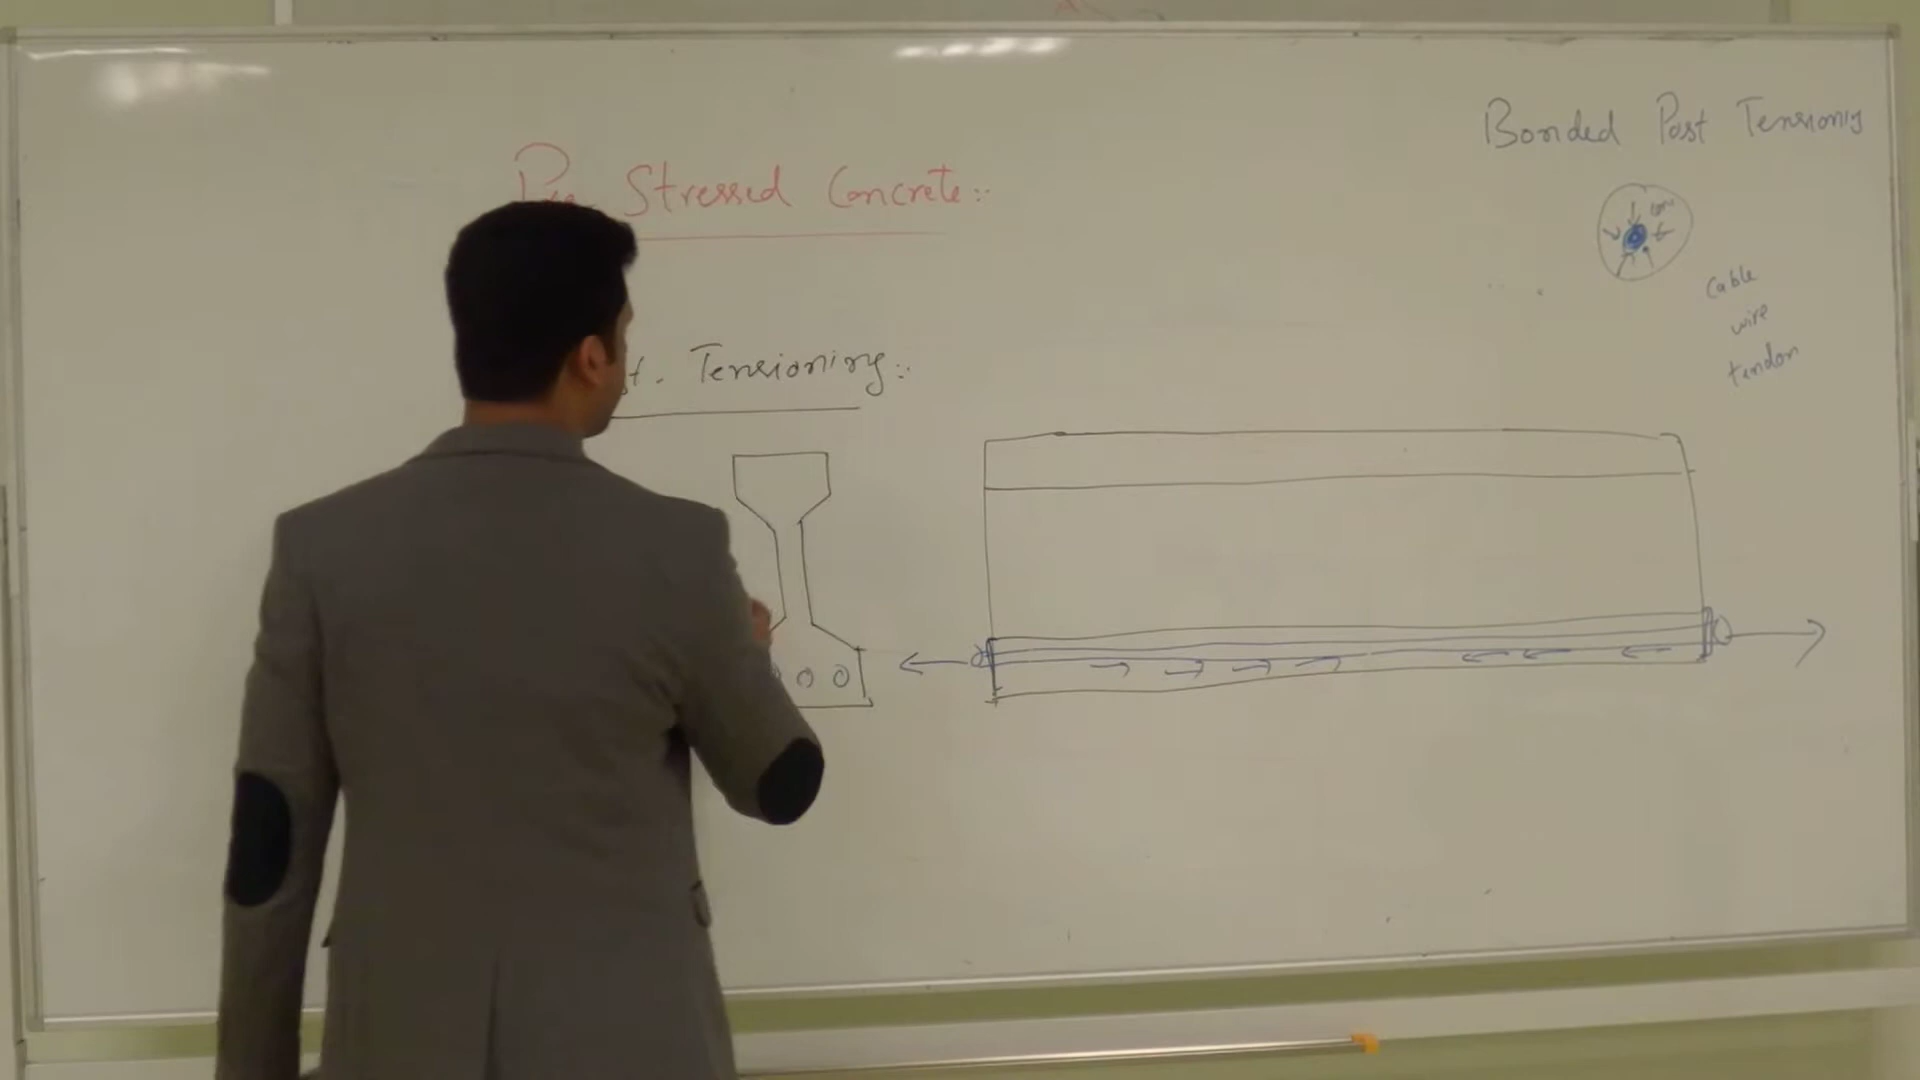 Pre Stressed Concrete::
Tensioning::
Bonded Post Tensioning
cable
wire
tendon